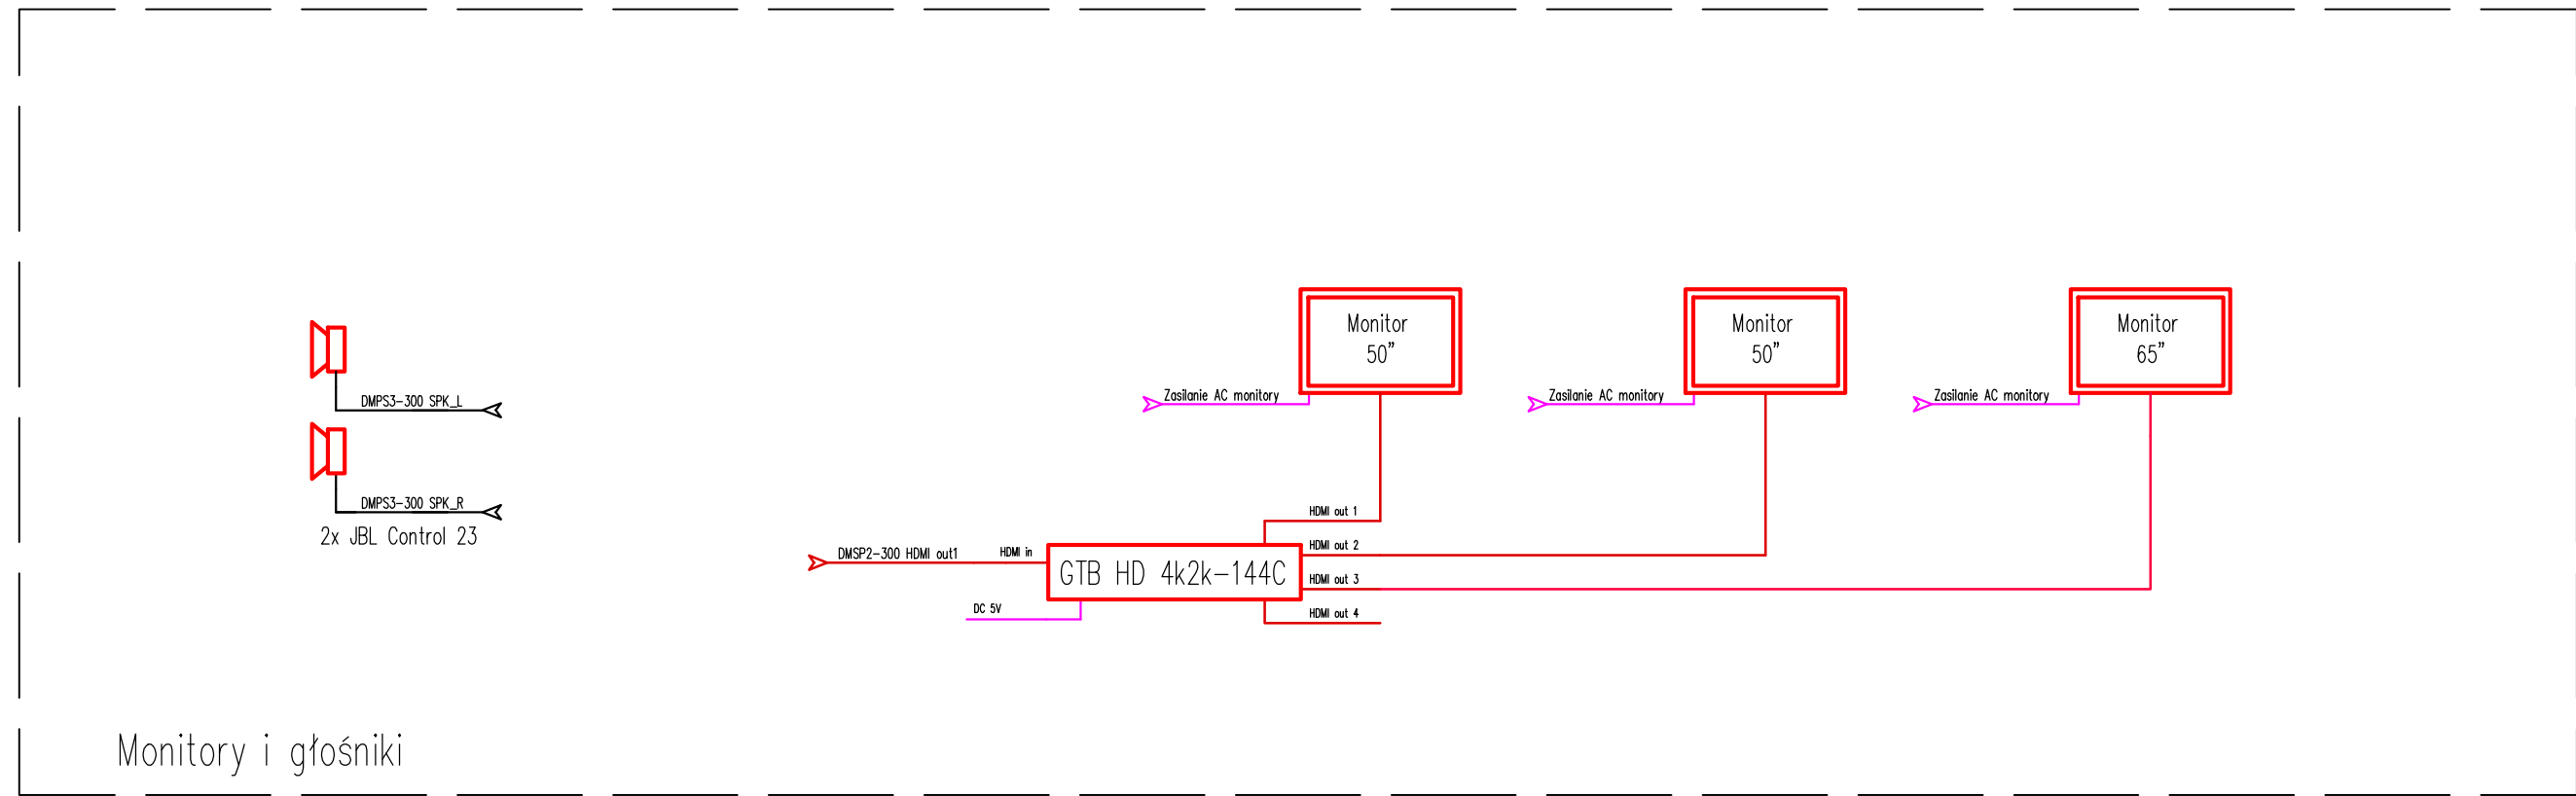 Monitor
50”
Monitor
50”
Monitor
65”
Zasilanie AC monitory
Zasilanie AC monitory
Zasilanie AC monitory
DMPS3-300 SPK_L
DMPS3-300 SPK_R
2x JBL Control 23
HDMI out 1
HDMI out 2
DMSP2-300 HDMI out1
HDMI in
GTB HD 4k2k-144C
HDMI out 3
DC 5V
HDMI out 4
Monitory i głośniki